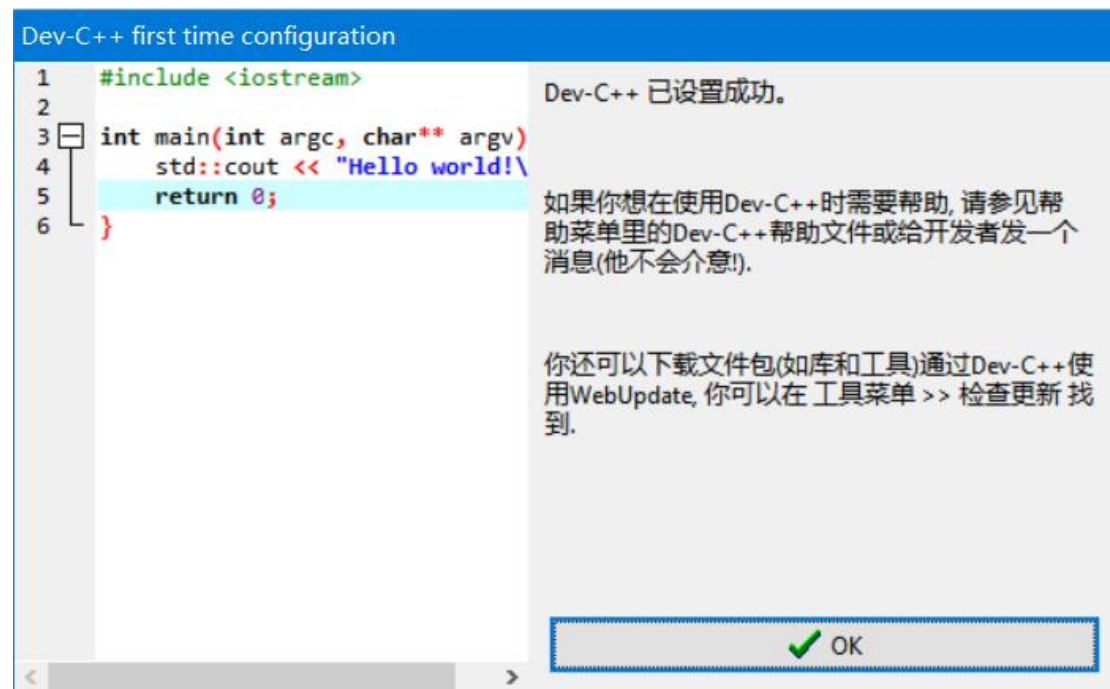 Dev-C++ first time configuration
1 #include <iostream>
2
3 int main(int argc, char** argv)
4 std::cout << "Hello world!\
5 return 0;
6 }
Dev-C++ 已设置成功。
如果你想在使用Dev-C++时需要帮助, 请参见帮
助菜单里的Dev-C++帮助文件或给开发者发一个
消息(他不会介意!).
你还可以下载文件包(如库和工具)通过Dev-C++使
用WebUpdate, 你可以在 工具菜单 >> 检查更新 找
到.
OK